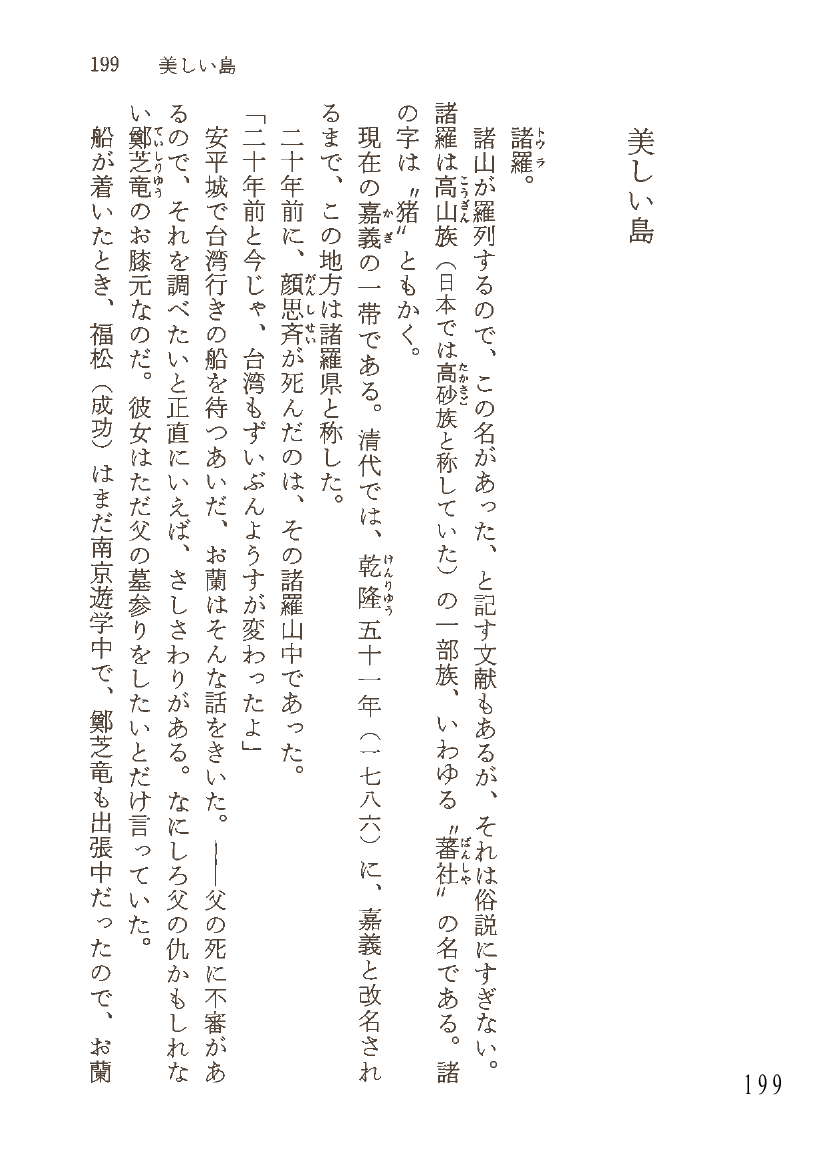 199 美しい島
美しい島
諸羅。
諸山が羅列するので、この名があった、と記す文献もあるが、それは俗説にすぎない。
諸羅は高山族（日本では高砂族と称していた）の一部族、いわゆる〝蕃社〟の名である。諸
の字は〝猪〟ともかく。
現在の嘉義の一帯である。清代では、乾隆五十一年（一七八六）に、嘉義と改名され
るまで、この地方は諸羅県と称した。
二十年前に、顔思斉が死んだのは、その諸羅山中であった。
「二十年前と今じゃ、台湾もずいぶんようすが変わったよ」
安平城で台湾行きの船を待つあいだ、お蘭はそんな話をきいた。――父の死に不審があ
るので、それを調べたいと正直にいえば、さしさわりがある。なにしろ父の仇かもしれな
い鄭芝竜のお膝元なのだ。彼女はただ父の墓参りをしたいとだけ言っていた。
船が着いたとき、福松（成功）はまだ南京遊学中で、鄭芝竜も出張中だったので、お蘭
199